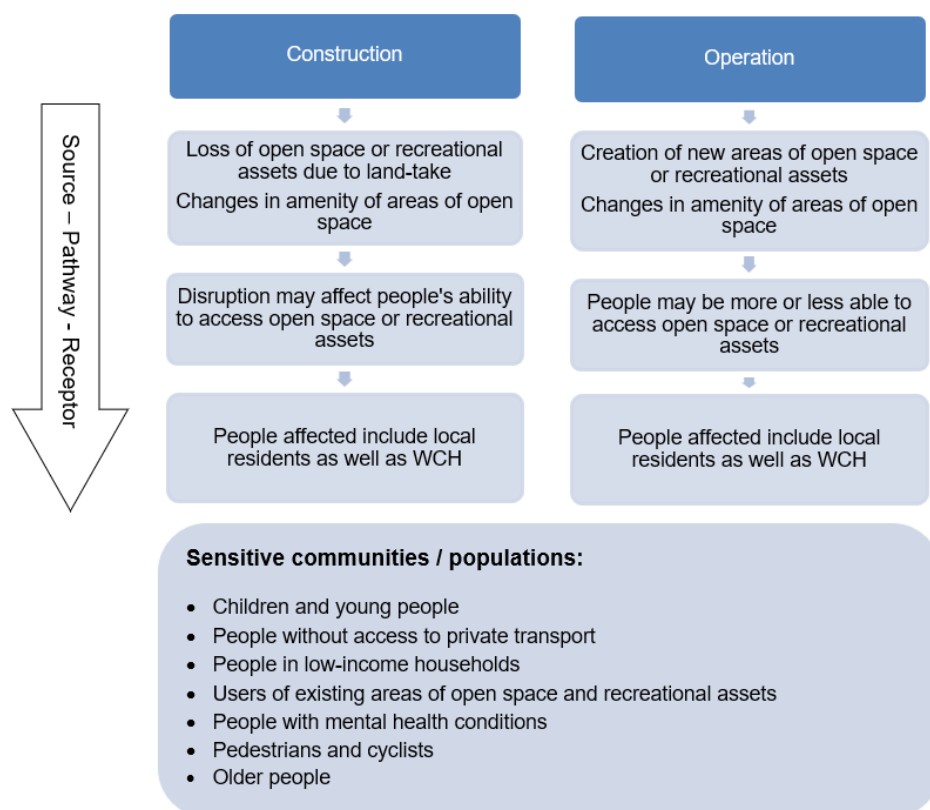 Source – Pathway - Receptor
Construction
Loss of open space or recreational
assets due to land-take
Changes in amenity of areas of open
space
Disruption may affect people's ability
to access open space or recreational
assets
People affected include local
residents as well as WCH
Operation
Creation of new areas of open space
or recreational assets
Changes in amenity of areas of open
space
People may be more or less able to
access open space or recreational
assets
People affected include local
residents as well as WCH
Sensitive communities / populations:
• Children and young people
• People without access to private transport
• People in low-income households
• Users of existing areas of open space and recreational assets
• People with mental health conditions
• Pedestrians and cyclists
• Older people